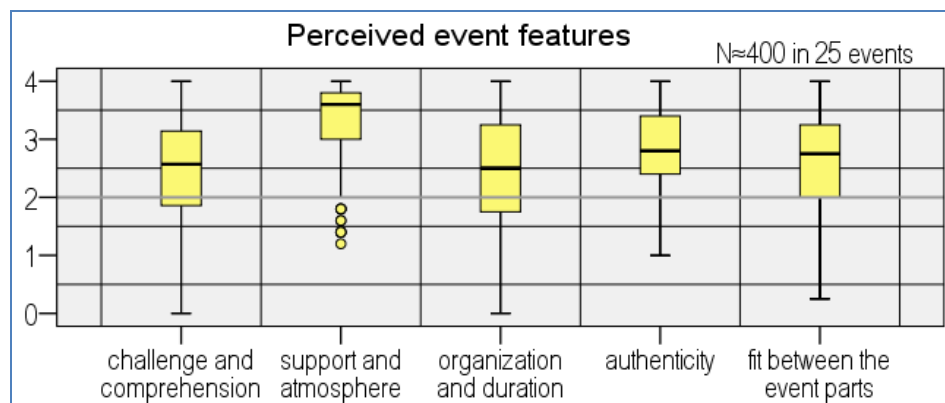 Perceived event features
N≈400 in 25 events
4
3
2
1
0
challenge and
comprehension
support and
atmosphere
organization
and duration
authenticity
fit between the
event parts